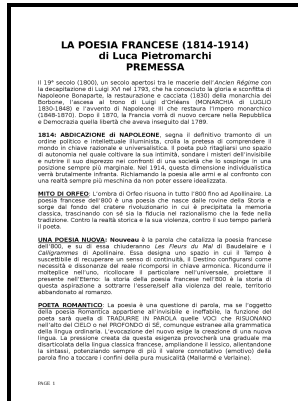 LA POESIA FRANCESE (1814-1914)
di Luca Pietromarchi
PREMESSA
Il 19° secolo (1800), un secolo apertosi tra le macerie dell'Ancien Régime con
la decapitazione di Luigi XVI nel 1793, che ha conosciuto la gloria e sconfitta di
Napoleone Bonaparte, la restaurazione e cacciata (1830) della monarchia dei
Borbone, l'ascesa al trono di Luigi d'Orléans (MONARCHIA di LUGLIO
1830-1848) e l'avvento di Napoleone III che restaura l'impero monarchico
(1848-1870). Dopo il 1870, la Francia vorrà di nuovo cercare nella Repubblica
e Democrazia quella libertà che aveva inseguito dal 1789.
1814: ABDICAZIONE di NAPOLEONE, segna il definitivo tramonto di un
ordine politico e intellettuale illuminista, crolla la pretesa di comprendere il
mondo in chiave razionale e universalistica. Il poeta può ritagliarsi uno spazio
di autonomia nel quale coltivare la sua intimità, sondare i misteri dell'invisibile
e nutrire il suo disprezzo nei confronti di una società che lo sospinge in una
posizione sempre più marginale. Nel 1914, questa dimensione individualistica
verrà brutalmente infranta. Richiamando la poesia alle armi e al confronto con
una realtà sempre più meschina da non poter essere idealizzata.
MITO DI ORFEO: L'ombra di Orfeo risuona in tutto l'800 fino ad Apollinaire. La
poesia francese dell'800 è una poesia che nasce dalle rovine della Storia e
sorge dal fondo del cratere rivoluzionario in cui è precipitata la memoria
classica, trascinando con sé sia la fiducia nel razionalismo che la fede nella
tradizione. Contro la realtà storica e la sua violenza, contro il suo tempo parlerà
il poeta.
UNA POESIA NUOVA: Nouveau è la parola che catalizza la poesia francese
dell'800, e su di essa chiuderanno Les Fleurs du Mal di Baudelaire e i
Calligrammes di Apollinaire. Essa designa uno spazio in cui il Tempo è
suscettibile di recuperare un senso di continuità, il Destino configurarsi come
necessità e dissonanze del reale ricomporsi in chiave armonica. Ricondurre il
molteplice nell'uno, ricollocare il particolare nell'universale, proiettare il
presente nell'Eterno: la storia della poesia francese nell'800 è la storia di
questa aspirazione a sottrarre l'essere/self alla violenza del reale, territorio
abbandonato al romanzo.
POETA ROMANTICO: La poesia è una questione di parola, ma se l'oggetto
della poesia Romantica appartiene all'invisibile e ineffabile, la funzione del
poeta sarà quella di TRADURRE IN PAROLA quelle VOCI che RISUONANO
nell'alto del CIELO o nel PROFONDO di SÉ, comunque estranee alla grammatica
della lingua ordinaria. L'evocazione del nuovo esige la creazione di una nuova
lingua. La pressione creata da questa esigenza provocherà una graduale ma
disarticolata della lingua classica francese, ampliandone il lessico, allentandone
la sintassi, potenziando sempre di più il valore connotativo (emotivo) della
parola fino a toccare i confini della pura musicalità (Mallarmé e Verlaine).
PAGE 1